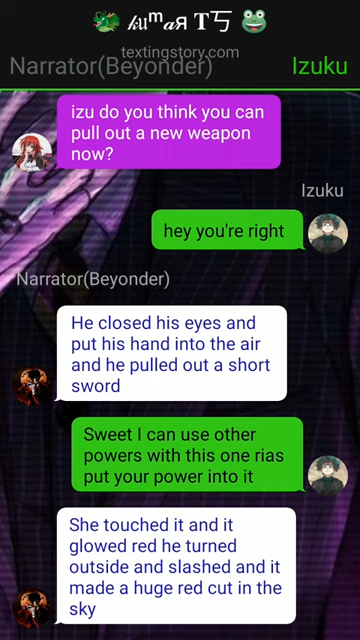 textingstory.com
Narrator(Beyonder) Izuku
izu do you think you can
pull out a new weapon
now?
Izuku
hey you're right
Narrator(Beyonder)
He closed his eyes and
put his hand into the air
and he pulled out a short
sword
Sweet I can use other
powers with this one rias
put your power into it
She touched it and it
glowed red he turned
outside and slashed and it
made a huge red cut in the
sky